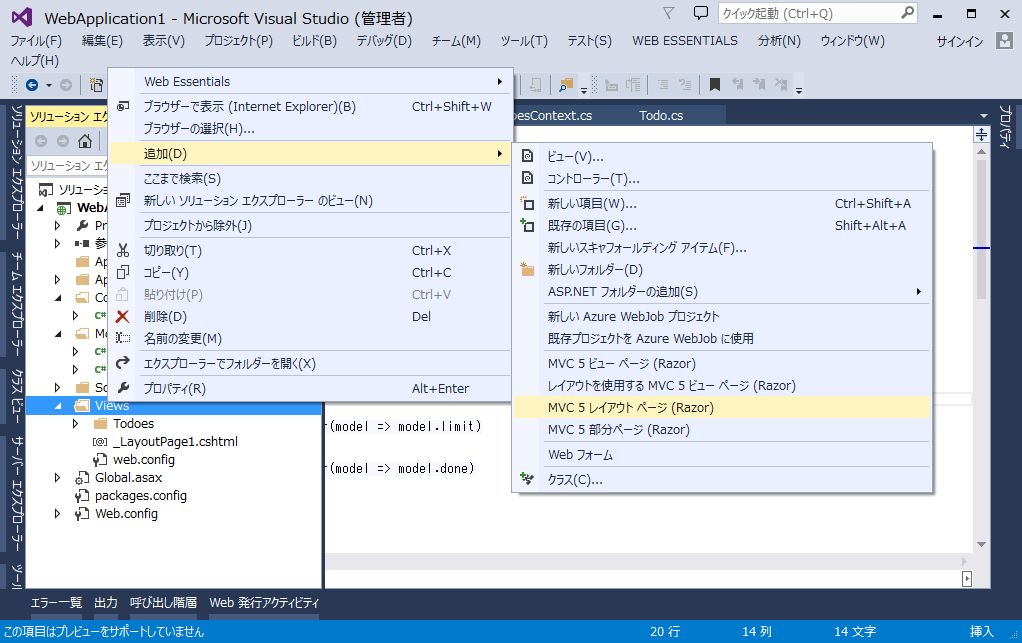 WebApplication1 - Microsoft Visual Studio (管理者)
クイック起動 (Ctrl+Q)
ファイル(F) 編集(E) 表示(V) プロジェクト(P) ビルド(B) デバッグ(D) チーム(M) ツール(T) テスト(S) WEB ESSENTIALS 分析(N) ウィンドウ(W) サインイン
ヘルプ(H)
ソリューション エクスプローラー
チーム エクスプローラー
クラス ビュー
サーバー エクスプローラー
ツール
ソリューション エク
ソリューション エク
ソリューシ
WebA
Pr
参
Ap
Ap
Co
C#
Mo
C#
C#
Sc
Views
Todoes
_LayoutPage1.cshtml
web.config
Global.asax
packages.config
Web.config
Web Essentials
ブラウザーで表示 (Internet Explorer)(B) Ctrl+Shift+W
ブラウザーの選択(H)...
追加(D)
ここまで検索(S)
新しい ソリューション エクスプローラー のビュー(N)
プロジェクトから除外(J)
切り取り(T) Ctrl+X
コピー(Y) Ctrl+C
貼り付け(P) Ctrl+V
削除(D) Del
名前の変更(M)
エクスプローラーでフォルダーを開く(X)
プロパティ(R) Alt+Enter
oesContext.cs Todo.cs
プロパティ
ビュー(V)...
コントローラー(T)...
新しい項目(W)... Ctrl+Shift+A
既存の項目(G)... Shift+Alt+A
新しいスキャフォールディング アイテム(F)...
新しいフォルダー(D)
ASP.NET フォルダーの追加(S)
新しい Azure WebJob プロジェクト
既存プロジェクトを Azure WebJob に使用
MVC 5 ビュー ページ (Razor)
レイアウトを使用する MVC 5 ビュー ページ (Razor)
MVC 5 レイアウト ページ (Razor)
MVC 5 部分ページ (Razor)
Web フォーム
クラス(C)...
r(model => model.limit)
r(model => model.done)
エラー一覧 出力 呼び出し階層 Web 発行アクティビティ
この項目はプレビューをサポートしていません 20 行 14 列 14 文字 挿入